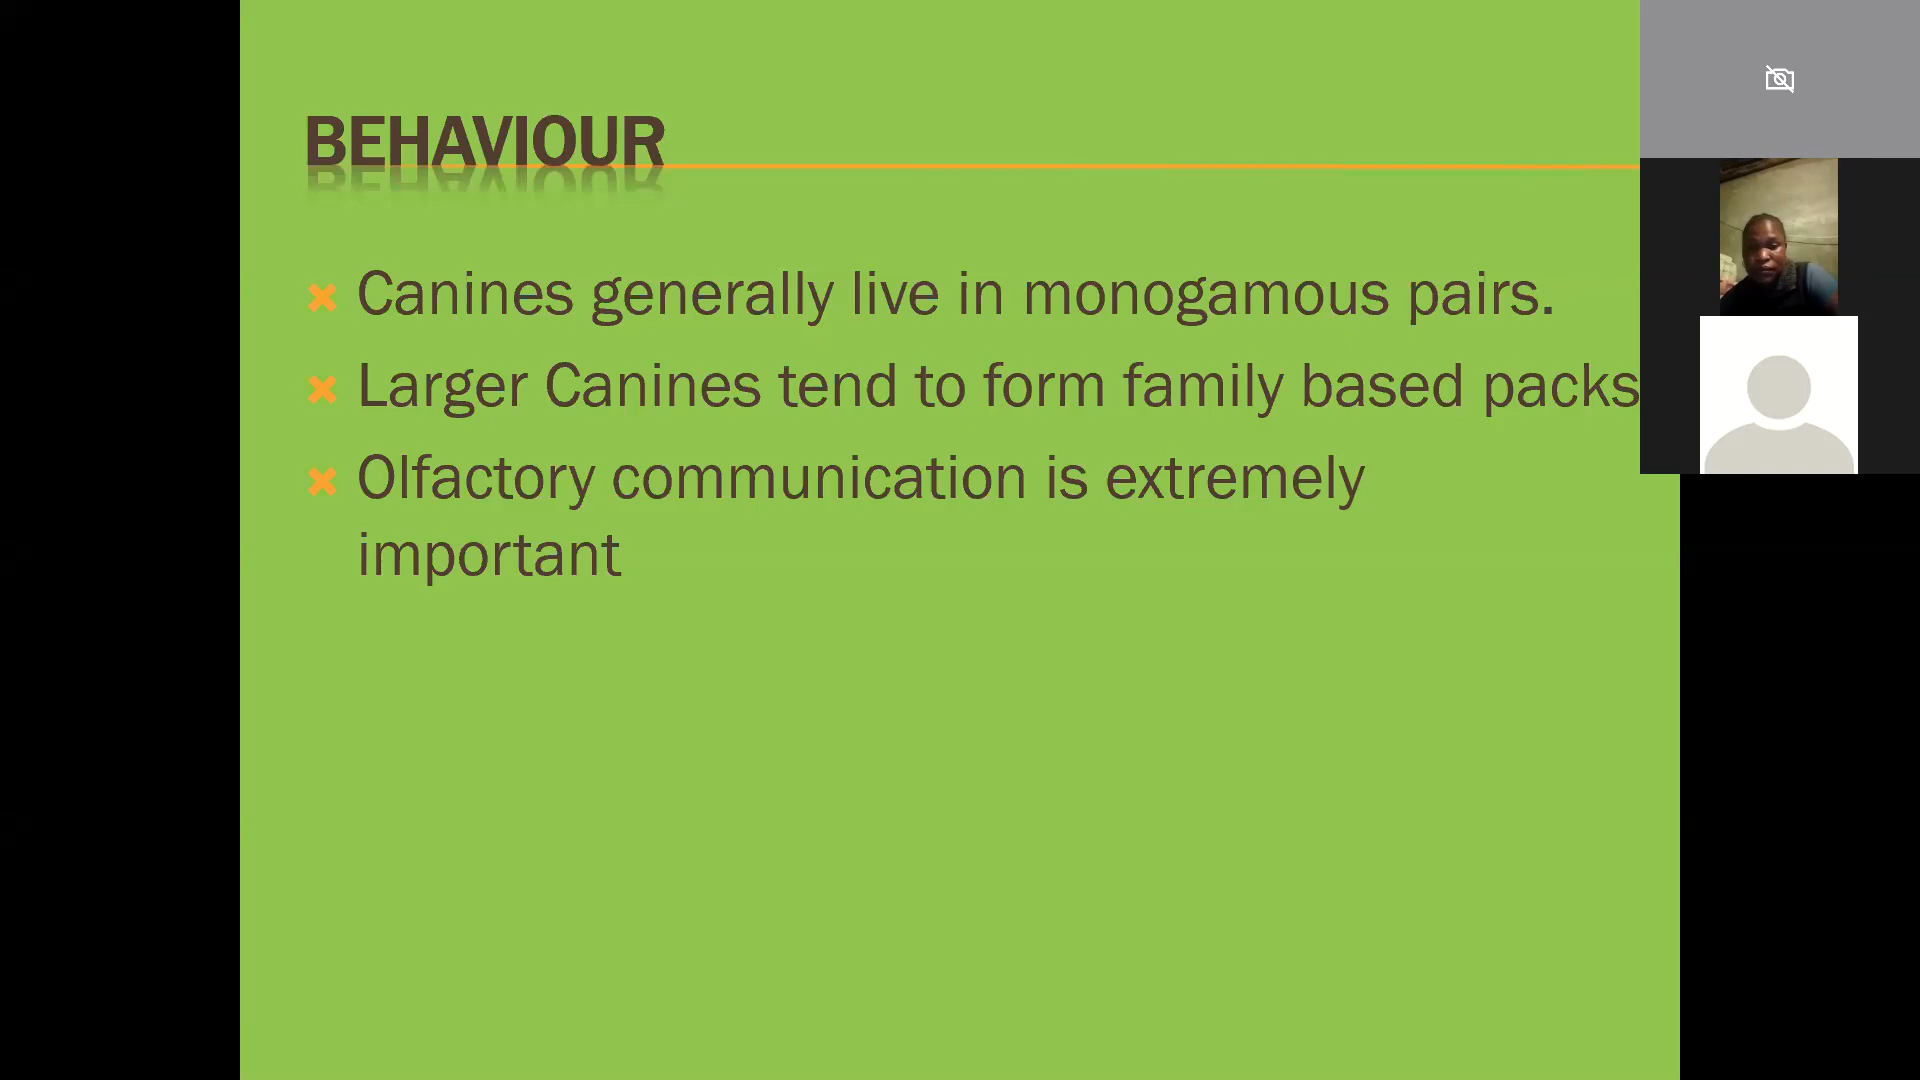 BEHAVIOUR
Canines generally live in monogamous pairs.
Larger Canines tend to form family based packs
Olfactory communication is extremely
important